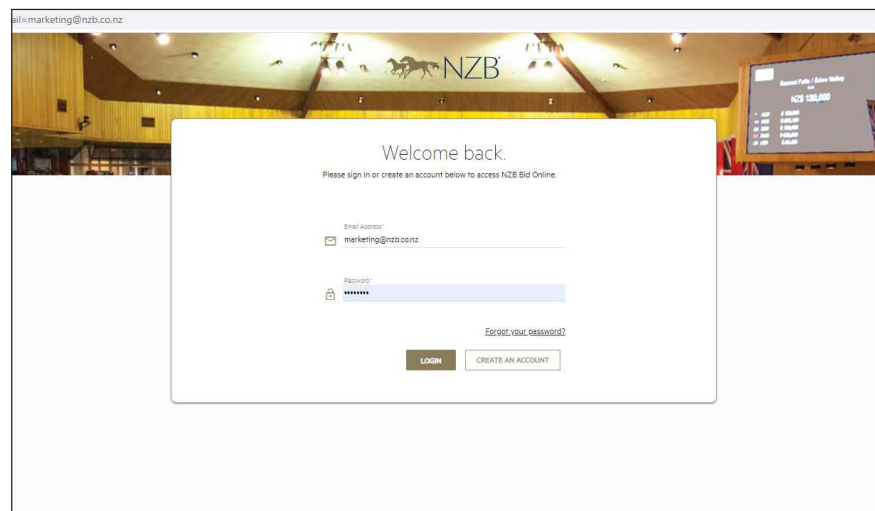 ail=marketing@nzb.co.nz
NZB
NZ$ 130,000
Welcome back.
Please sign in or create an account below to access NZB Bid Online.
Email Address *
marketing@nzb.co.nz
Password *
••••••••
Forgot your password?
LOGIN
CREATE AN ACCOUNT